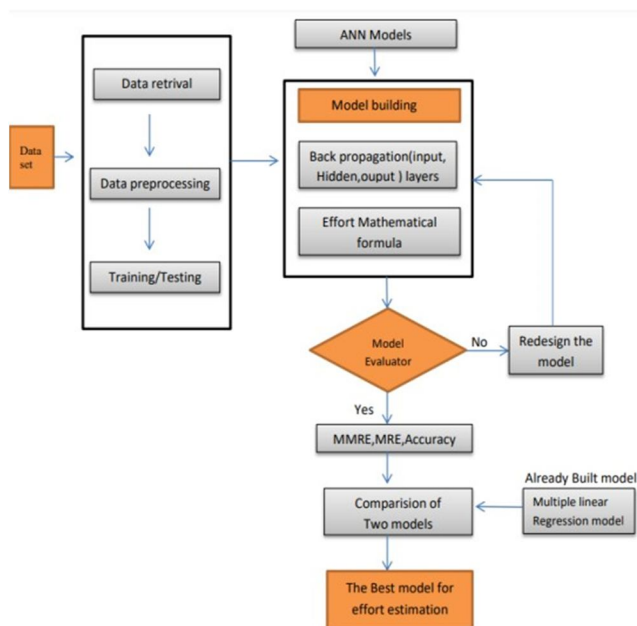 ANN Models
Data retrival
Model building
Data
set
Back propagation(input,
Hidden,ouput ) layers
Data preprocessing
Effort Mathematical
formula
Training/Testing
Model
Evaluator
No
Redesign the
model
Yes
MMRE,MRE,Accuracy
Already Built model
Comparision of
Two models
Multiple linear
Regression model
The Best model for
effort estimation